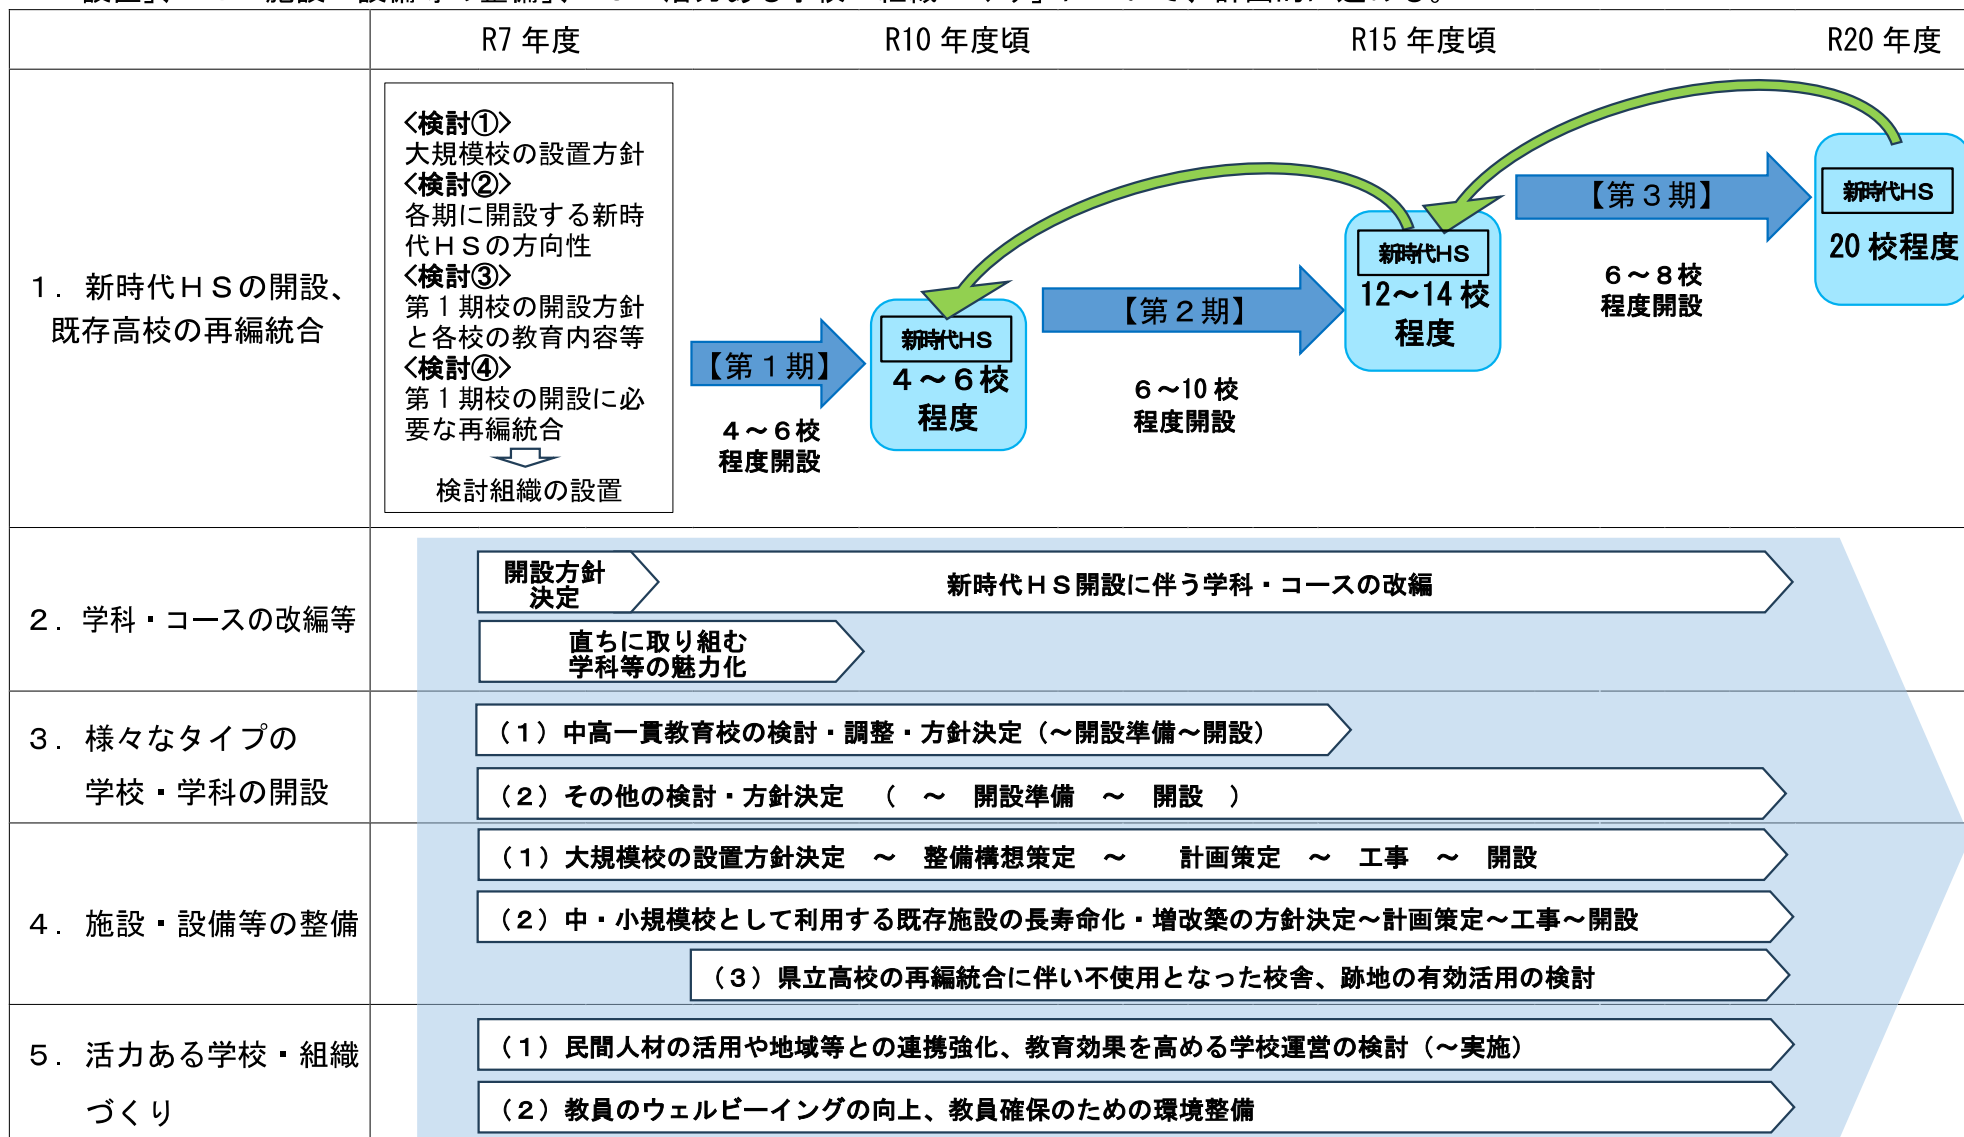 R7 年度
R10 年度頃
R15 年度頃
R20 年度
1．新時代ＨＳの開設、
既存高校の再編統合
<検討①>
大規模校の設置方針
<検討②>
各期に開設する新時
代ＨＳの方向性
<検討③>
第1期校の開設方針
と各校の教育内容等
<検討④>
第1期校の開設に必
要な再編統合
検討組織の設置
【第１期】
４～６校
程度開設
新時代HS
４～６校
程度
【第２期】
６～10 校
程度開設
新時代HS
12～14 校
程度
【第３期】
６～８校
程度開設
新時代HS
20 校程度
2．学科・コースの改編等
開設方針
決定
新時代ＨＳ開設に伴う学科・コースの改編
直ちに取り組む
学科等の魅力化
3．様々なタイプの
学校・学科の開設
（1）中高一貫教育校の検討・調整・方針決定（～開設準備～開設）
（2）その他の検討・方針決定　（　～　開設準備　～　開設　）
4．施設・設備等の整備
（1）大規模校の設置方針決定　～　整備構想策定　～　計画策定　～　工事　～　開設
（2）中・小規模校として利用する既存施設の長寿命化・増改築の方針決定～計画策定～工事～開設
（3）県立高校の再編統合に伴い不使用となった校舎、跡地の有効活用の検討
5．活力ある学校・組織
づくり
（1）民間人材の活用や地域等との連携強化、教育効果を高める学校運営の検討（～実施）
（2）教員のウェルビーイングの向上、教員確保のための環境整備